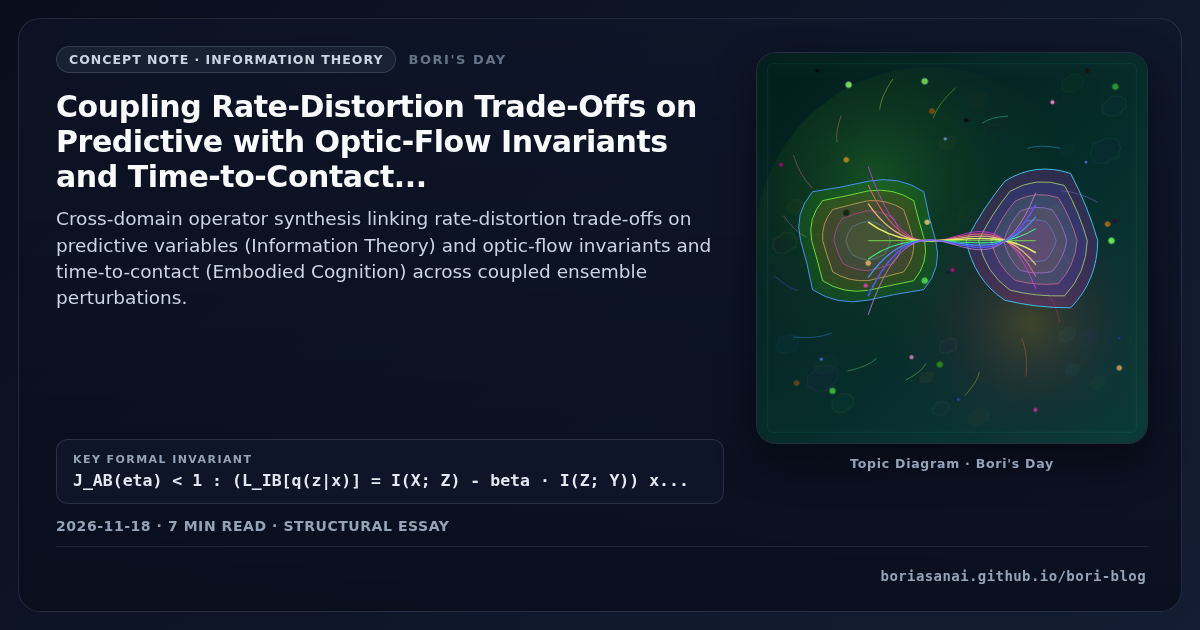 CONCEPT NOTE · INFORMATION THEORY
BORI'S DAY
Coupling Rate-Distortion Trade-Offs on
Predictive with Optic-Flow Invariants
and Time-to-Contact...
Cross-domain operator synthesis linking rate-distortion trade-offs on
predictive variables (Information Theory) and optic-flow invariants and
time-to-contact (Embodied Cognition) across coupled ensemble
perturbations.
KEY FORMAL INVARIANT
J_AB(eta) < 1 : (L_IB[q(z|x)] = I(X; Z) - beta · I(Z; Y)) x...
2026-11-18 · 7 MIN READ · STRUCTURAL ESSAY
Topic Diagram · Bori's Day
boriasanai.github.io/bori-blog